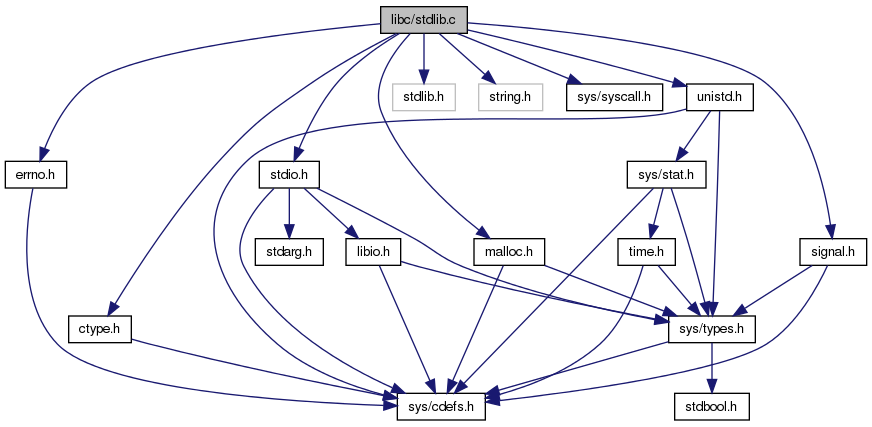 libc/stdlib.c
stdlib.h
string.h
sys/syscall.h
unistd.h
errno.h
stdio.h
sys/stat.h
stdarg.h
libio.h
malloc.h
time.h
signal.h
ctype.h
sys/types.h
sys/cdefs.h
stdbool.h